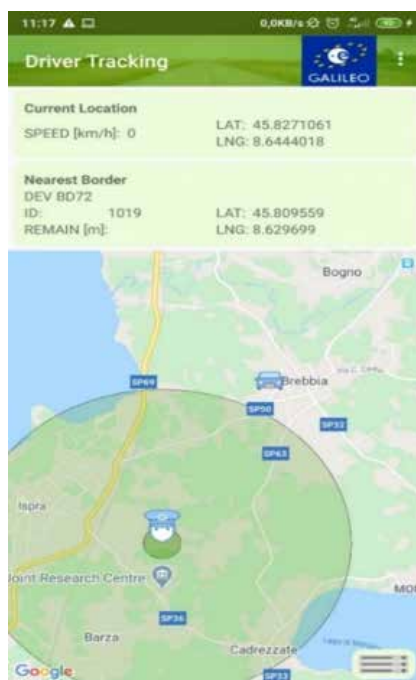 11:17
0,0KB/s
Driver Tracking
GALILEO
Current Location
SPEED [km/h]: 0
LAT: 45.8271061
LNG: 8.6444018
Nearest Border
DEV BD72
ID: 1019
LAT: 45.809559
REMAIN [m]:
LNG: 8.629699
Bogno
SP69
Brebbia
SP50
SP32
SP63
Ispra
Joint Research Centre
SP36
Barza
Cadrezzate
SP33
Google